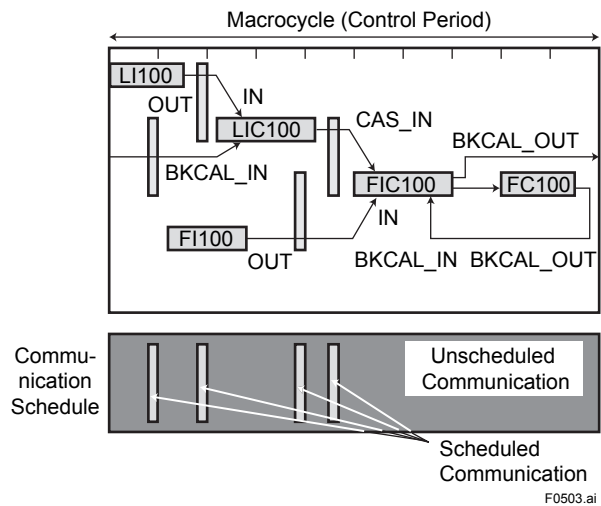 Macrocycle (Control Period)
LI100
OUT
IN
LIC100
CAS_IN
BKCAL_OUT
BKCAL_IN
FIC100
FC100
IN
FI100
OUT
BKCAL_IN
BKCAL_OUT
Commu-
nication
Schedule
Unscheduled
Communication
Scheduled
Communication
F0503.ai